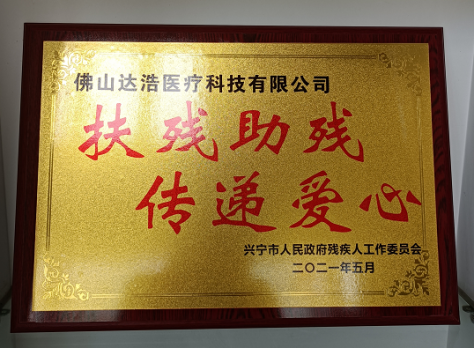 佛山达浩医疗科技有限公司
扶残助残
传递爱心
兴宁市人民政府残疾人工作委员会
二〇二一年五月